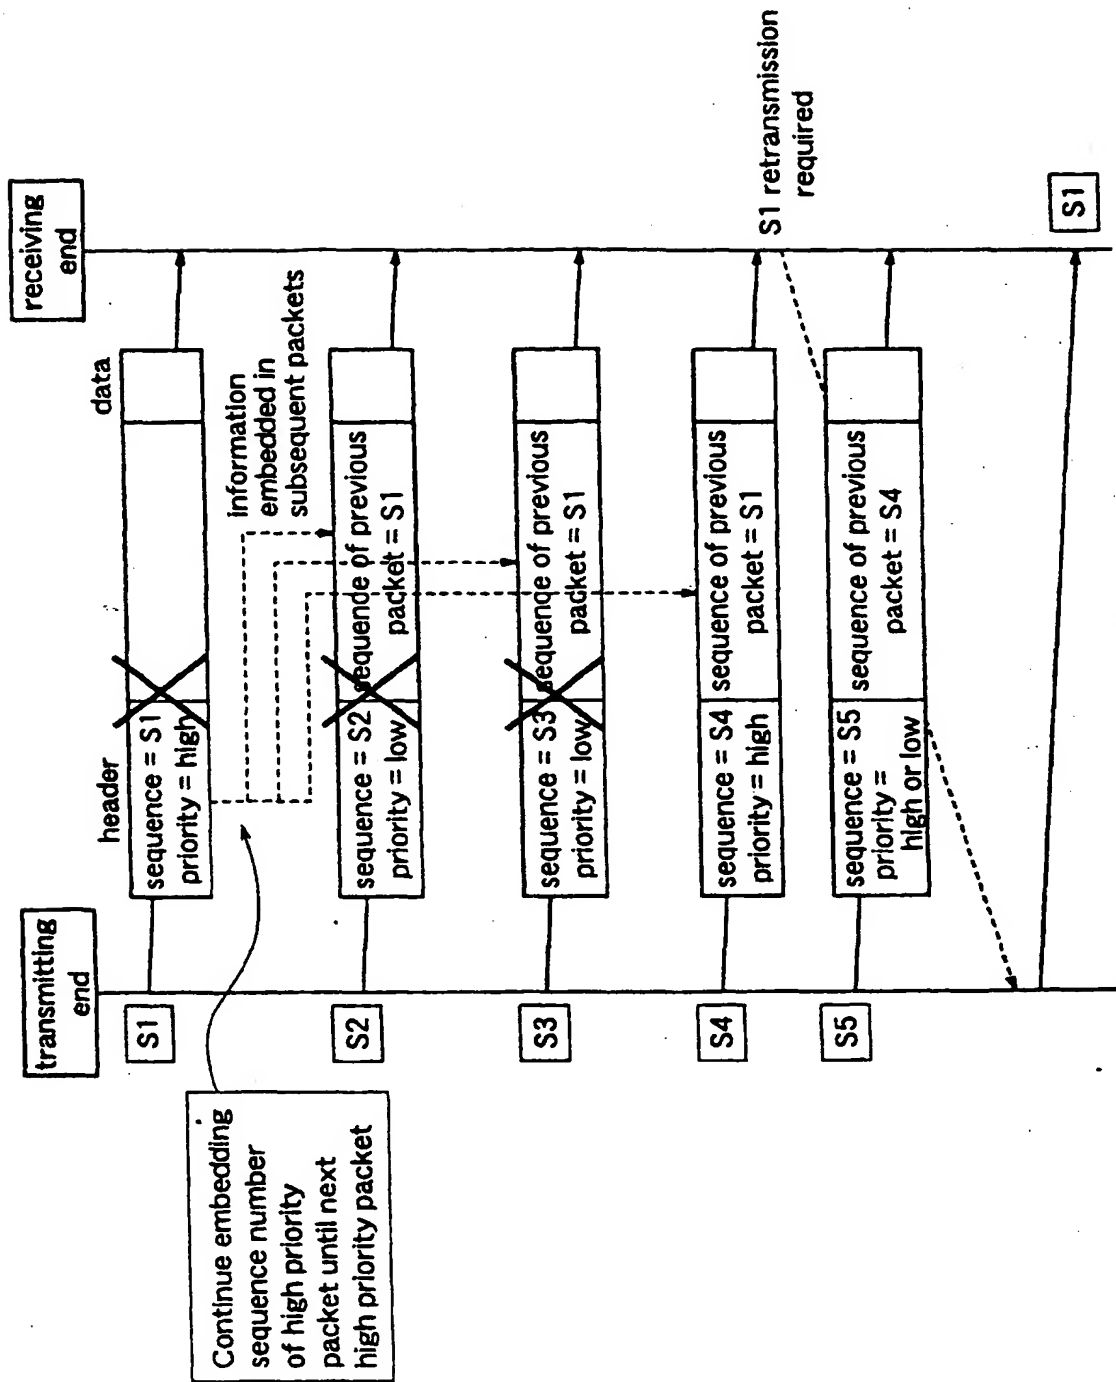 transmitting
end
receiving
end
header
data
S1
sequence = S1
priority = high
information
embedded in
subsequent packets
Continue embedding
sequence number
of high priority
packet until next
high priority packet
S2
sequence = S2
priority = low
sequence of previous
packet = S1
S3
sequence = S3
priority = low
sequence of previous
packet = S1
S4
sequence = S4
priority = high
sequence of previous
packet = S1
S1 retransmission
required
S5
sequence = S5
priority =
high or low
sequence of previous
packet = S4
S1